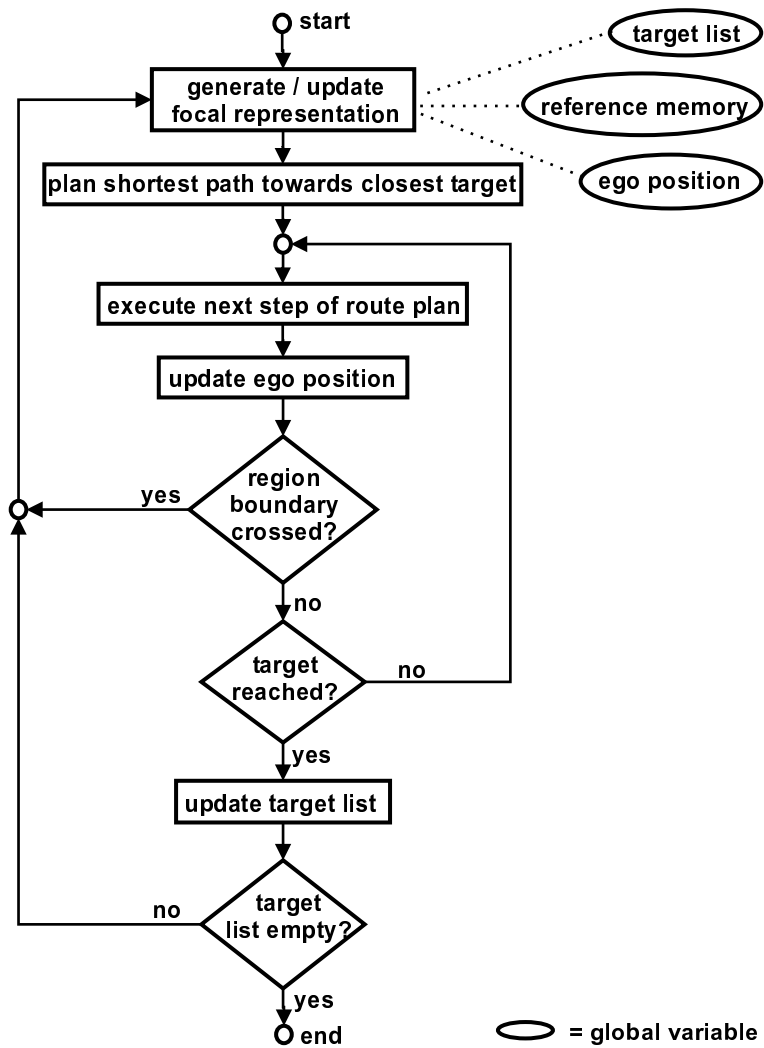 start
target list
generate / update
focal representation
reference memory
ego position
plan shortest path towards closest target
execute next step of route plan
update ego position
region
boundary
crossed?
yes
no
target
reached?
no
yes
update target list
target
list empty?
no
yes
end
= global variable